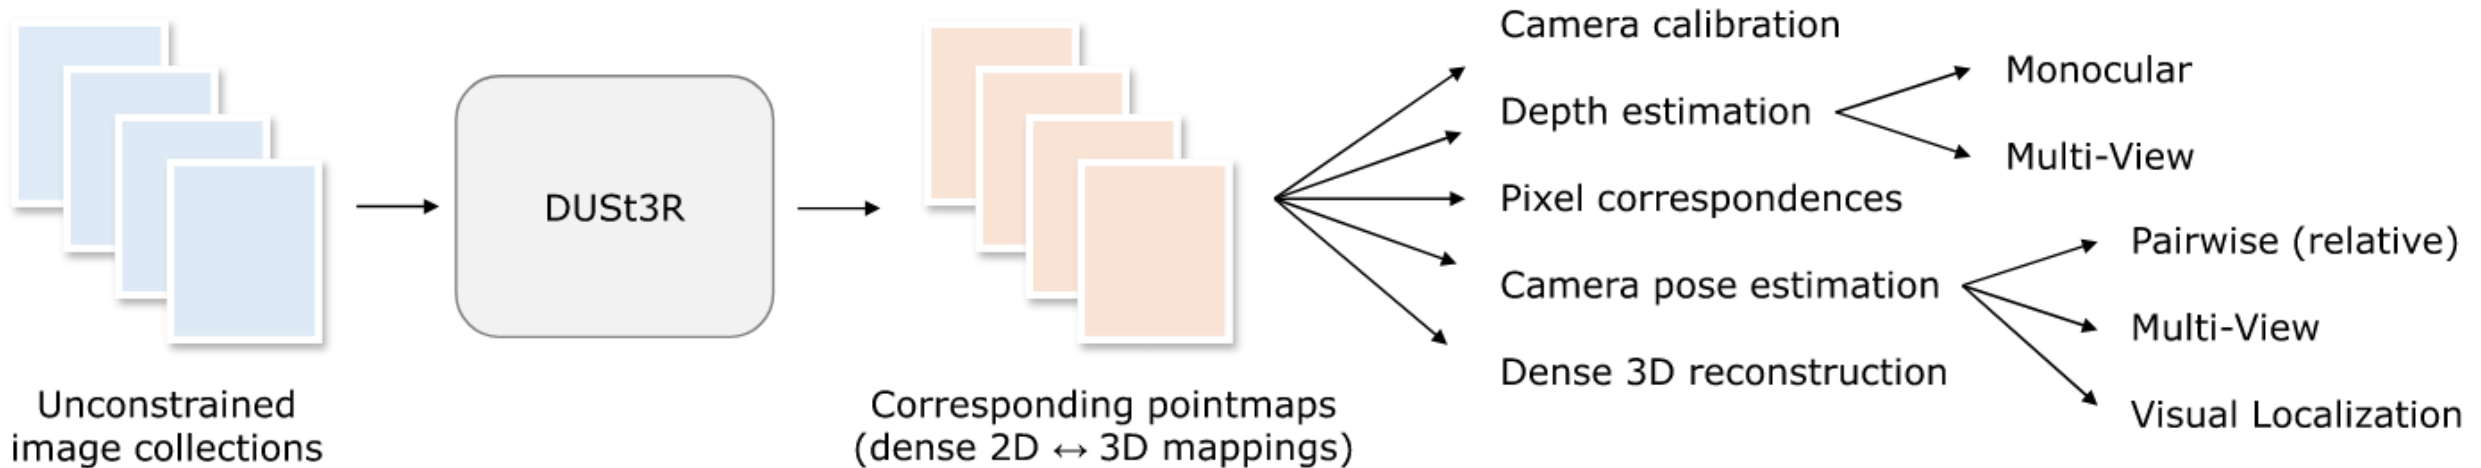 Unconstrained
image collections
DUSt3R
Corresponding pointmaps
(dense 2D ↔ 3D mappings)
Camera calibration
Depth estimation
Monocular
Multi-View
Pixel correspondences
Camera pose estimation
Pairwise (relative)
Multi-View
Visual Localization
Dense 3D reconstruction